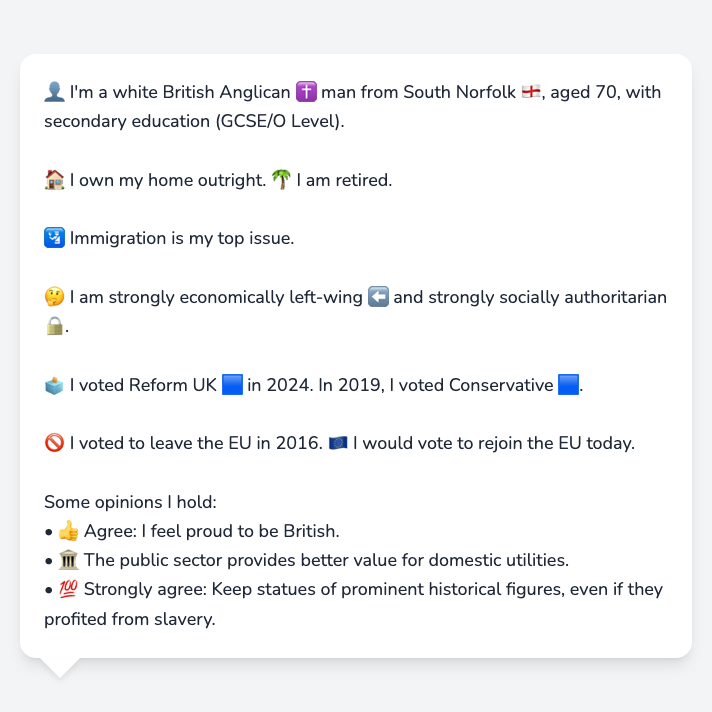 👤 I'm a white British Anglican ✝️ man from South Norfolk 🏴󠁧󠁢󠁥󠁮󠁧󠁿, aged 70, with
secondary education (GCSE/O Level).
🏠 I own my home outright. 🌴 I am retired.
🛂 Immigration is my top issue.
🤔 I am strongly economically left-wing ⬅️ and strongly socially authoritarian
🔒.
🗳️ I voted Reform UK 🟦 in 2024. In 2019, I voted Conservative 🟦.
🚫 I voted to leave the EU in 2016. 🇪🇺 I would vote to rejoin the EU today.
Some opinions I hold:
• 👍 Agree: I feel proud to be British.
• 🏛️ The public sector provides better value for domestic utilities.
• 💯 Strongly agree: Keep statues of prominent historical figures, even if they
profited from slavery.